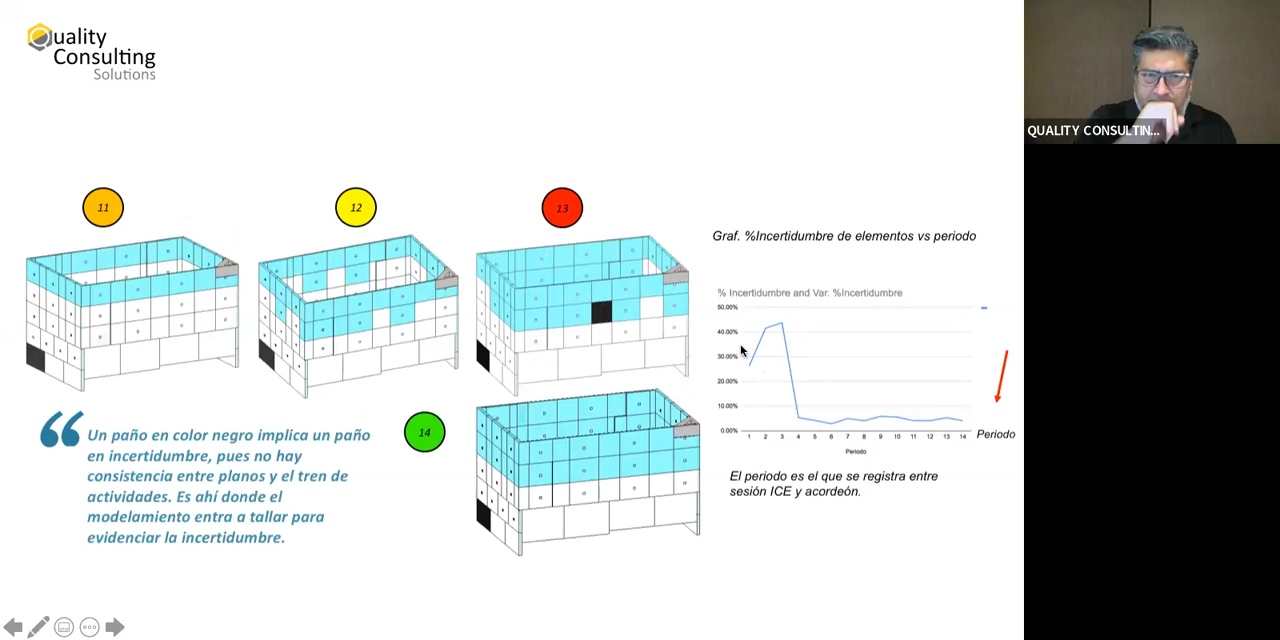 Quality
Consulting
Solutions
QUALITY CONSULTIN...
11
12
13
Graf. %Incertidumbre de elementos vs periodo
% Incertidumbre and Var. %Incertidumbre
50.00%
40.00%
30.00%
20.00%
10.00%
0.00%
1 2 3 4 5 6 7 8 9 10 11 12 13 14
Periodo
Periodo
14
“ Un paño en color negro implica un paño
en incertidumbre, pues no hay
consistencia entre planos y el tren de
actividades. Es ahí donde el
modelamiento entra a tallar para
evidenciar la incertidumbre.
El periodo es el que se registra entre
sesión ICE y acordeón.